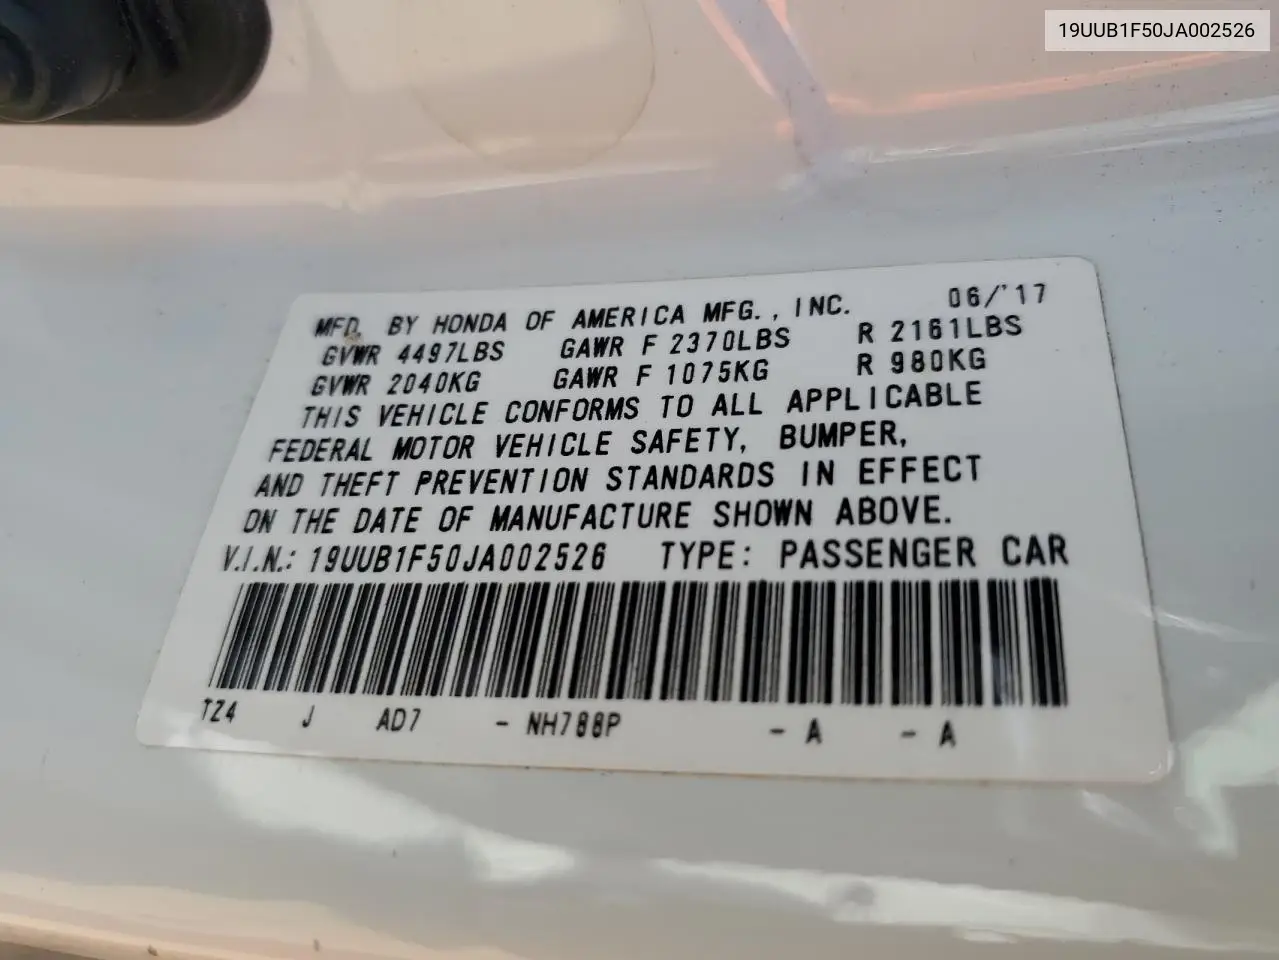 19UUB1F50JA002526
MFD. BY HONDA OF AMERICA MFG., INC. 06/'17
GVWR 4497LBS GAWR F 2370LBS R 2161LBS
GVWR 2040KG GAWR F 1075KG R 980KG
THIS VEHICLE CONFORMS TO ALL APPLICABLE
FEDERAL MOTOR VEHICLE SAFETY, BUMPER,
AND THEFT PREVENTION STANDARDS IN EFFECT
ON THE DATE OF MANUFACTURE SHOWN ABOVE.
V.I.N.: 19UUB1F50JA002526 TYPE: PASSENGER CAR
TZ4 J AD7 - NH788P - A - A